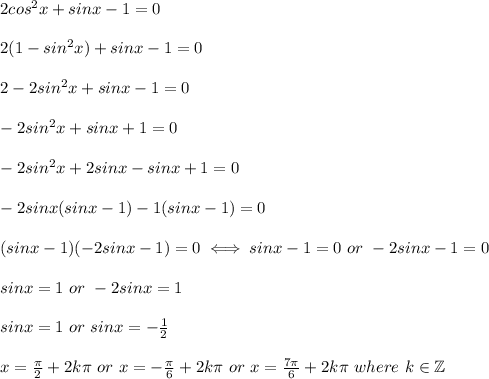 2cos²x + sinx − 1 = 0
2(1 − sin²x) + sinx − 1 = 0
2 − 2sin²x + sinx − 1 = 0
− 2sin²x + sinx + 1 = 0
− 2sin²x + 2sinx − sinx + 1 = 0
− 2sinx(sinx − 1) − 1(sinx − 1) = 0
(sinx − 1)(−2sinx − 1) = 0 ⟺ sinx − 1 = 0 or − 2sinx − 1 = 0
sinx = 1 or − 2sinx = 1
sinx = 1 or sinx = −1/2
x = π/2 + 2kπ or x = −π/6 + 2kπ or x = 7π/6 + 2kπ where k ∈ ℤ